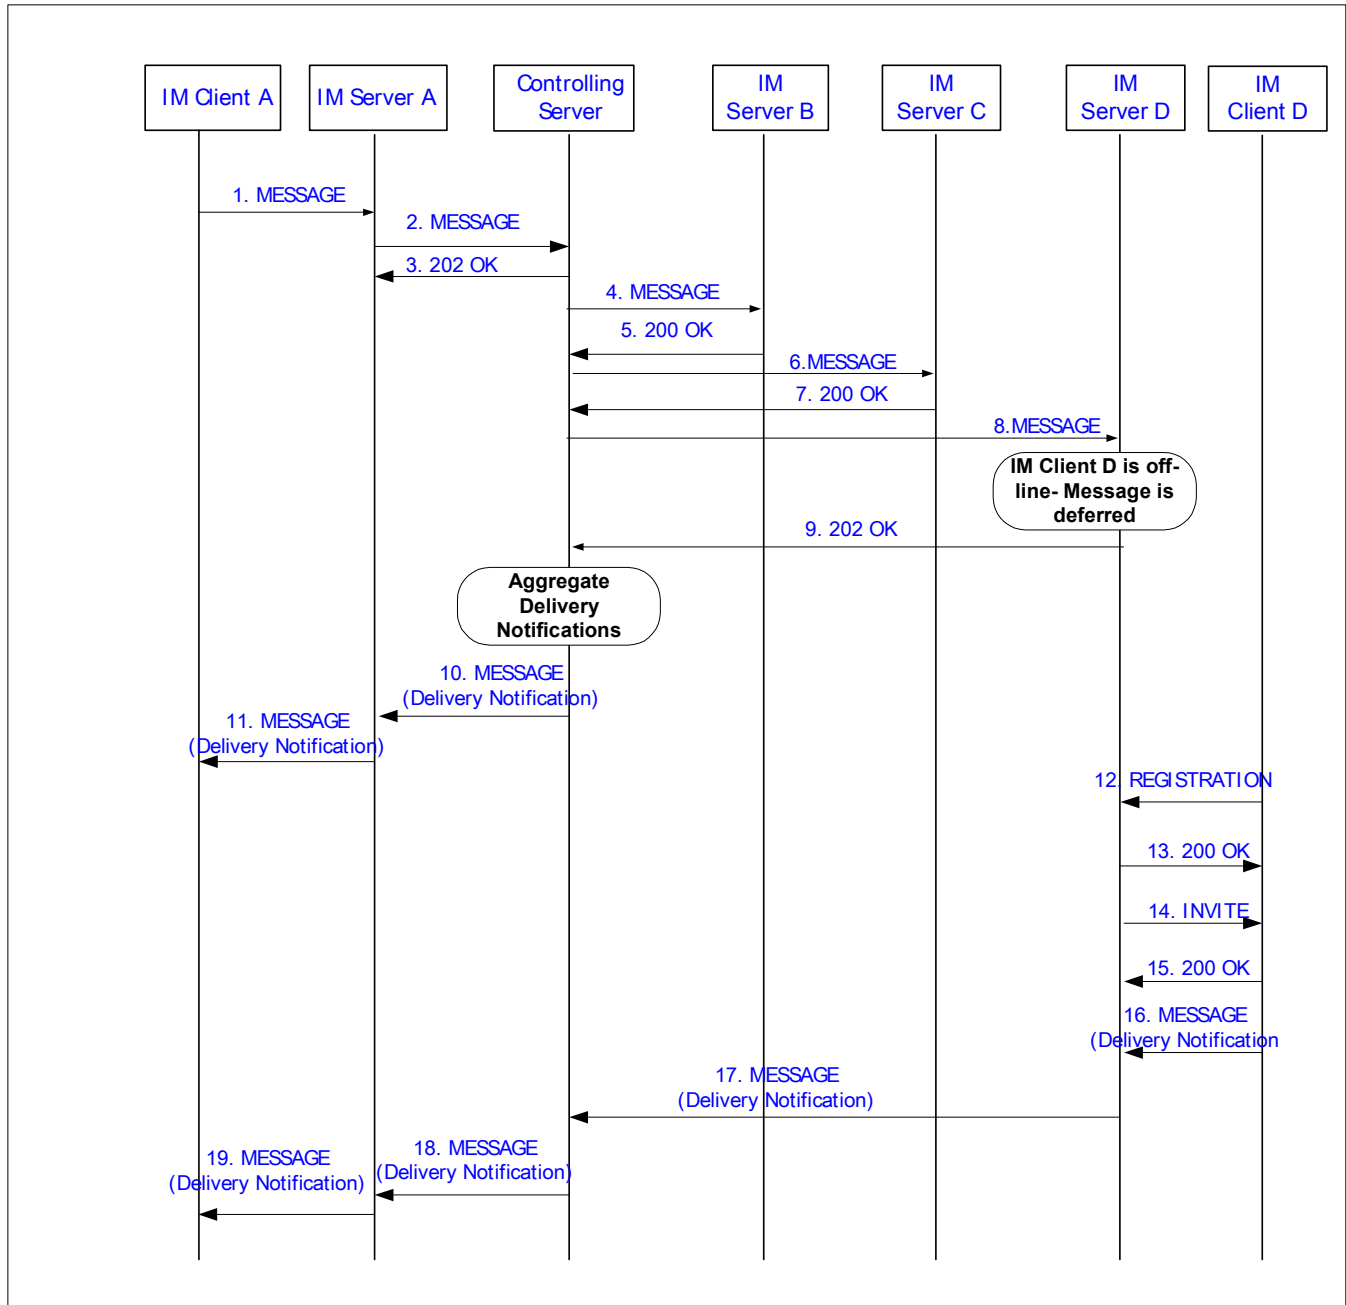 IM Client A
IM Server A
Controlling
Server
IM
Server B
IM
Server C
IM
Server D
IM
Client D
1. MESSAGE
2. MESSAGE
3. 202 OK
4. MESSAGE
5. 200 OK
6.MESSAGE
7. 200 OK
8.MESSAGE
IM Client D is off-
line- Message is
deferred
9. 202 OK
Aggregate
Delivery
Notifications
10. MESSAGE
(Delivery Notification)
11. MESSAGE
(Delivery Notification)
12. REGISTRATION
13. 200 OK
14. INVITE
15. 200 OK
16. MESSAGE
(Delivery Notification
17. MESSAGE
(Delivery Notification)
18. MESSAGE
(Delivery Notification)
19. MESSAGE
(Delivery Notification)